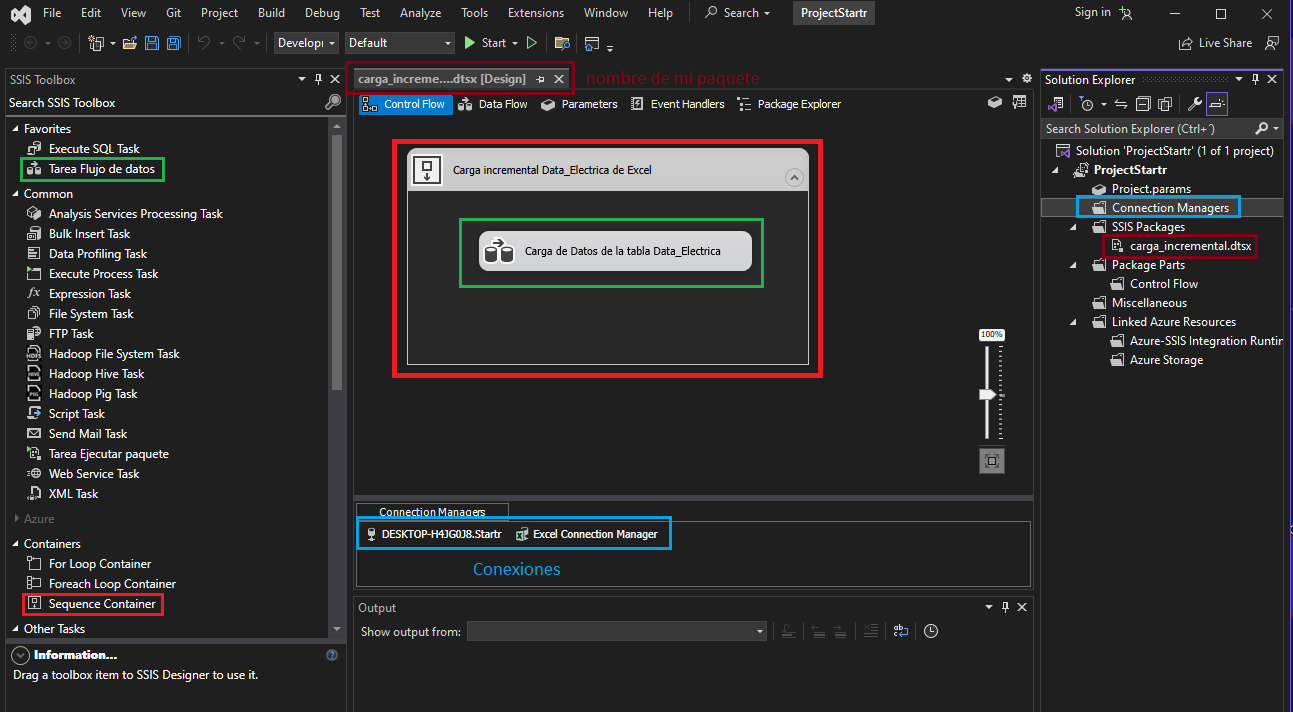 File Edit View Git Project Build Debug Test Analyze Tools Extensions Window Help Search ProjectStartr Sign in
Develop Default Start Live Share
SSIS Toolbox
Search SSIS Toolbox
Favorites
Execute SQL Task
Tarea Flujo de datos
Common
Analysis Services Processing Task
Bulk Insert Task
Data Profiling Task
Execute Process Task
Expression Task
File System Task
FTP Task
Hadoop File System Task
Hadoop Hive Task
Hadoop Pig Task
Script Task
Send Mail Task
Tarea Ejecutar paquete
Web Service Task
XML Task
Azure
Containers
For Loop Container
Foreach Loop Container
Sequence Container
Other Tasks
Information...
Drag a toolbox item to SSIS Designer to use it.
carga_increme....dtsx [Design] nombre de mi paquete
Control Flow Data Flow Parameters Event Handlers Package Explorer
Carga incremental Data_Electrica de Excel
Carga de Datos de la tabla Data_Electrica
100%
Connection Managers
DESKTOP-H4JG0J8.Startr Excel Connection Manager
Conexiones
Output
Show output from:
Solution Explorer
Search Solution Explorer (Ctrl+´)
Solution 'ProjectStartr' (1 of 1 project)
ProjectStartr
Project.params
Connection Managers
SSIS Packages
carga_incremental.dtsx
Package Parts
Control Flow
Miscellaneous
Linked Azure Resources
Azure-SSIS Integration Runtin
Azure Storage